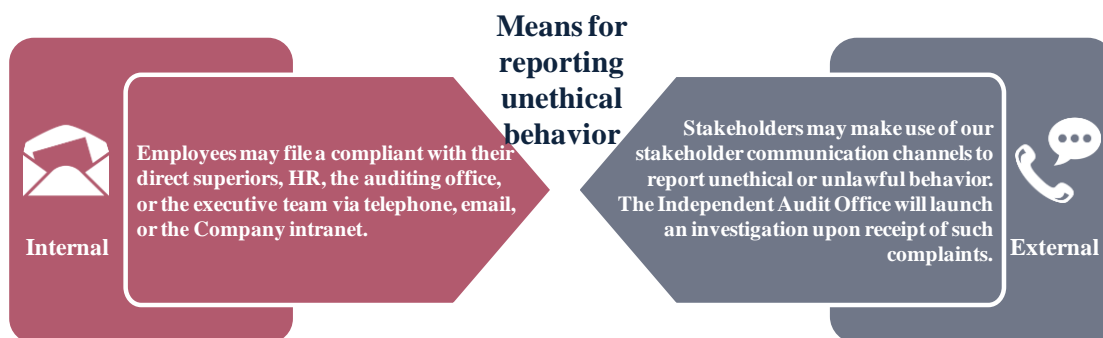 Means for
reporting
unethical
behavior
Employees may file a compliant with their
direct superiors, HR, the auditing office,
or the executive team via telephone, email,
or the Company intranet.
Internal
Stakeholders may make use of our
stakeholder communication channels to
report unethical or unlawful behavior.
The Independent Audit Office will launch
an investigation upon receipt of such
complaints.
External